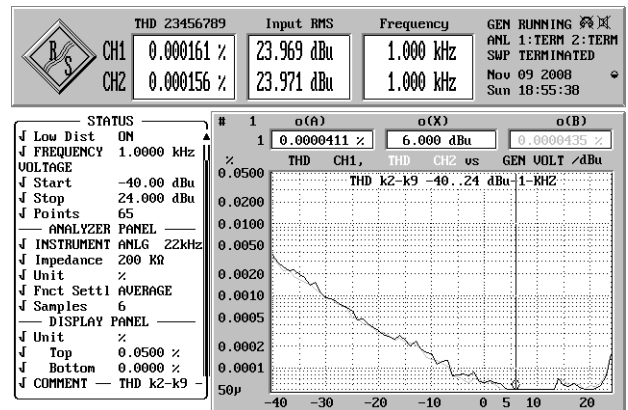 THD 23456789 Input RMS Frequency
CH1 0.000161 % 23.969 dBu 1.000 kHz
CH2 0.000156 % 23.971 dBu 1.000 kHz
R S
GEN RUNNING
ANL 1:TERM 2:TERM
SWP TERMINATED
Nov 09 2008
Sun 18:55:38
STATUS
Low Dist ON
FREQUENCY 1.0000 kHz
VOLTAGE
Start -40.00 dBu
Stop 24.000 dBu
Points 65
ANALYZER PANEL
INSTRUMENT ANLG 22kHz
Impedance 200 KΩ
Unit %
Fnct Settl AVERAGE
Samples 6
DISPLAY PANEL
Unit %
Top 0.0500 %
Bottom 0.0000 %
COMMENT — THD k2-k9 -
# 1 o(A) o(X) o(B)
1 0.0000411 % 6.000 dBu 0.0000435 %
% THD CH1, THD CH2 vs GEN VOLT /dBu
THD k2-k9 -40..24 dBu-1-KHZ
0.0500
0.0200
0.0100
0.0050
0.0020
0.0010
0.0005
0.0002
0.0001
50µ
-40 -30 -20 -10 0 5 10 20